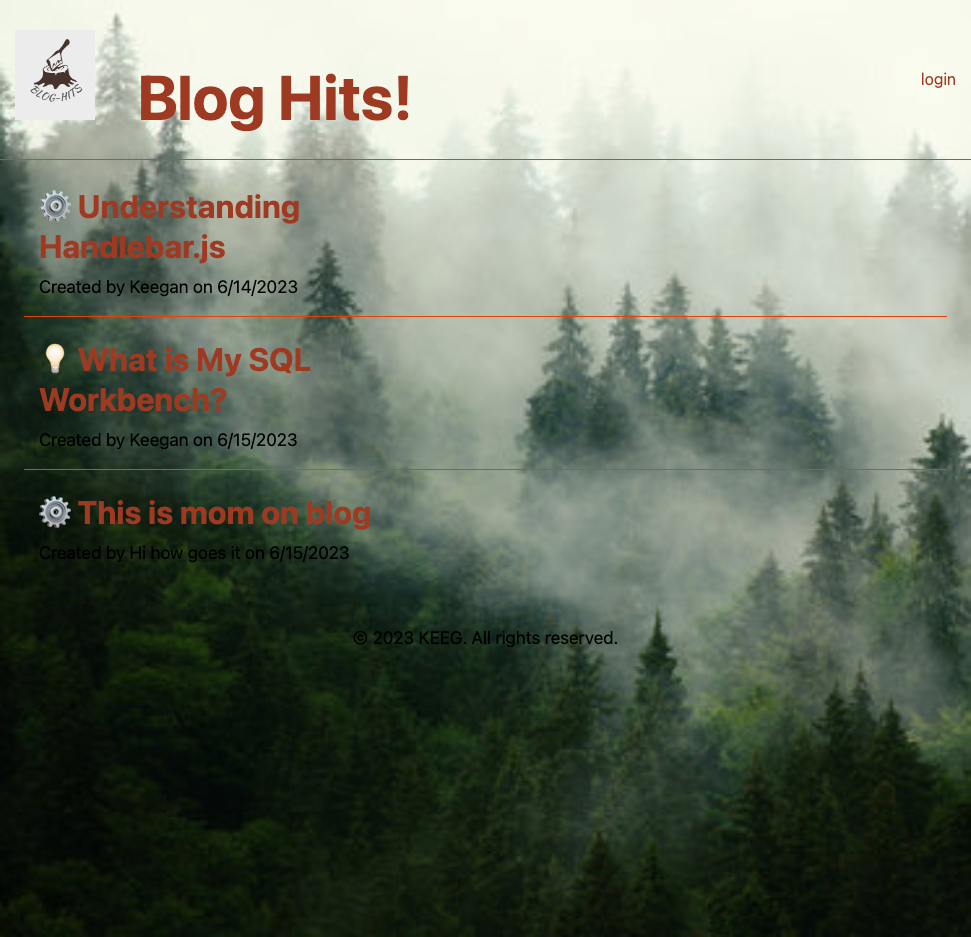 BLOG-HITS
Blog Hits!
login
⚙️ Understanding
Handlebar.js
Created by Keegan on 6/14/2023
💡 What is My SQL
Workbench?
Created by Keegan on 6/15/2023
⚙️ This is mom on blog
Created by Hi how goes it on 6/15/2023
© 2023 KEEG. All rights reserved.